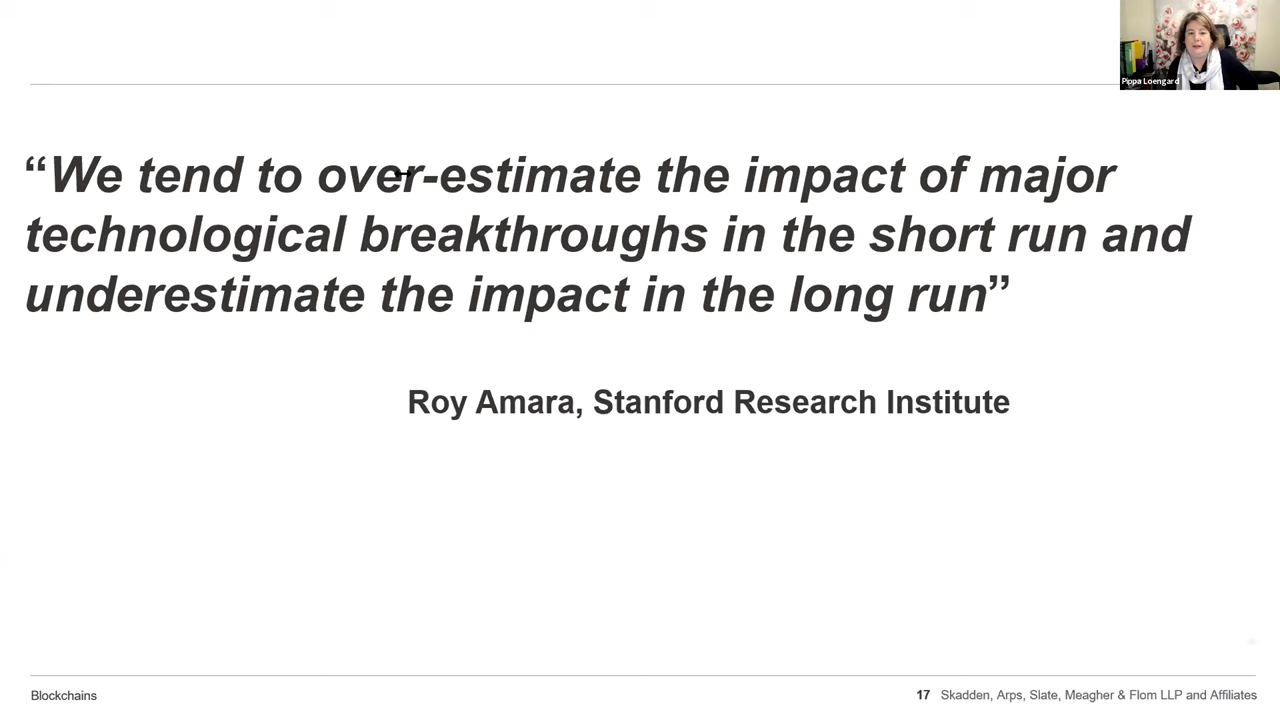 Pippa Loengard
“We tend to over-estimate the impact of major
technological breakthroughs in the short run and
underestimate the impact in the long run”
Roy Amara, Stanford Research Institute
Blockchains
17 Skadden, Arps, Slate, Meagher & Flom LLP and Affiliates